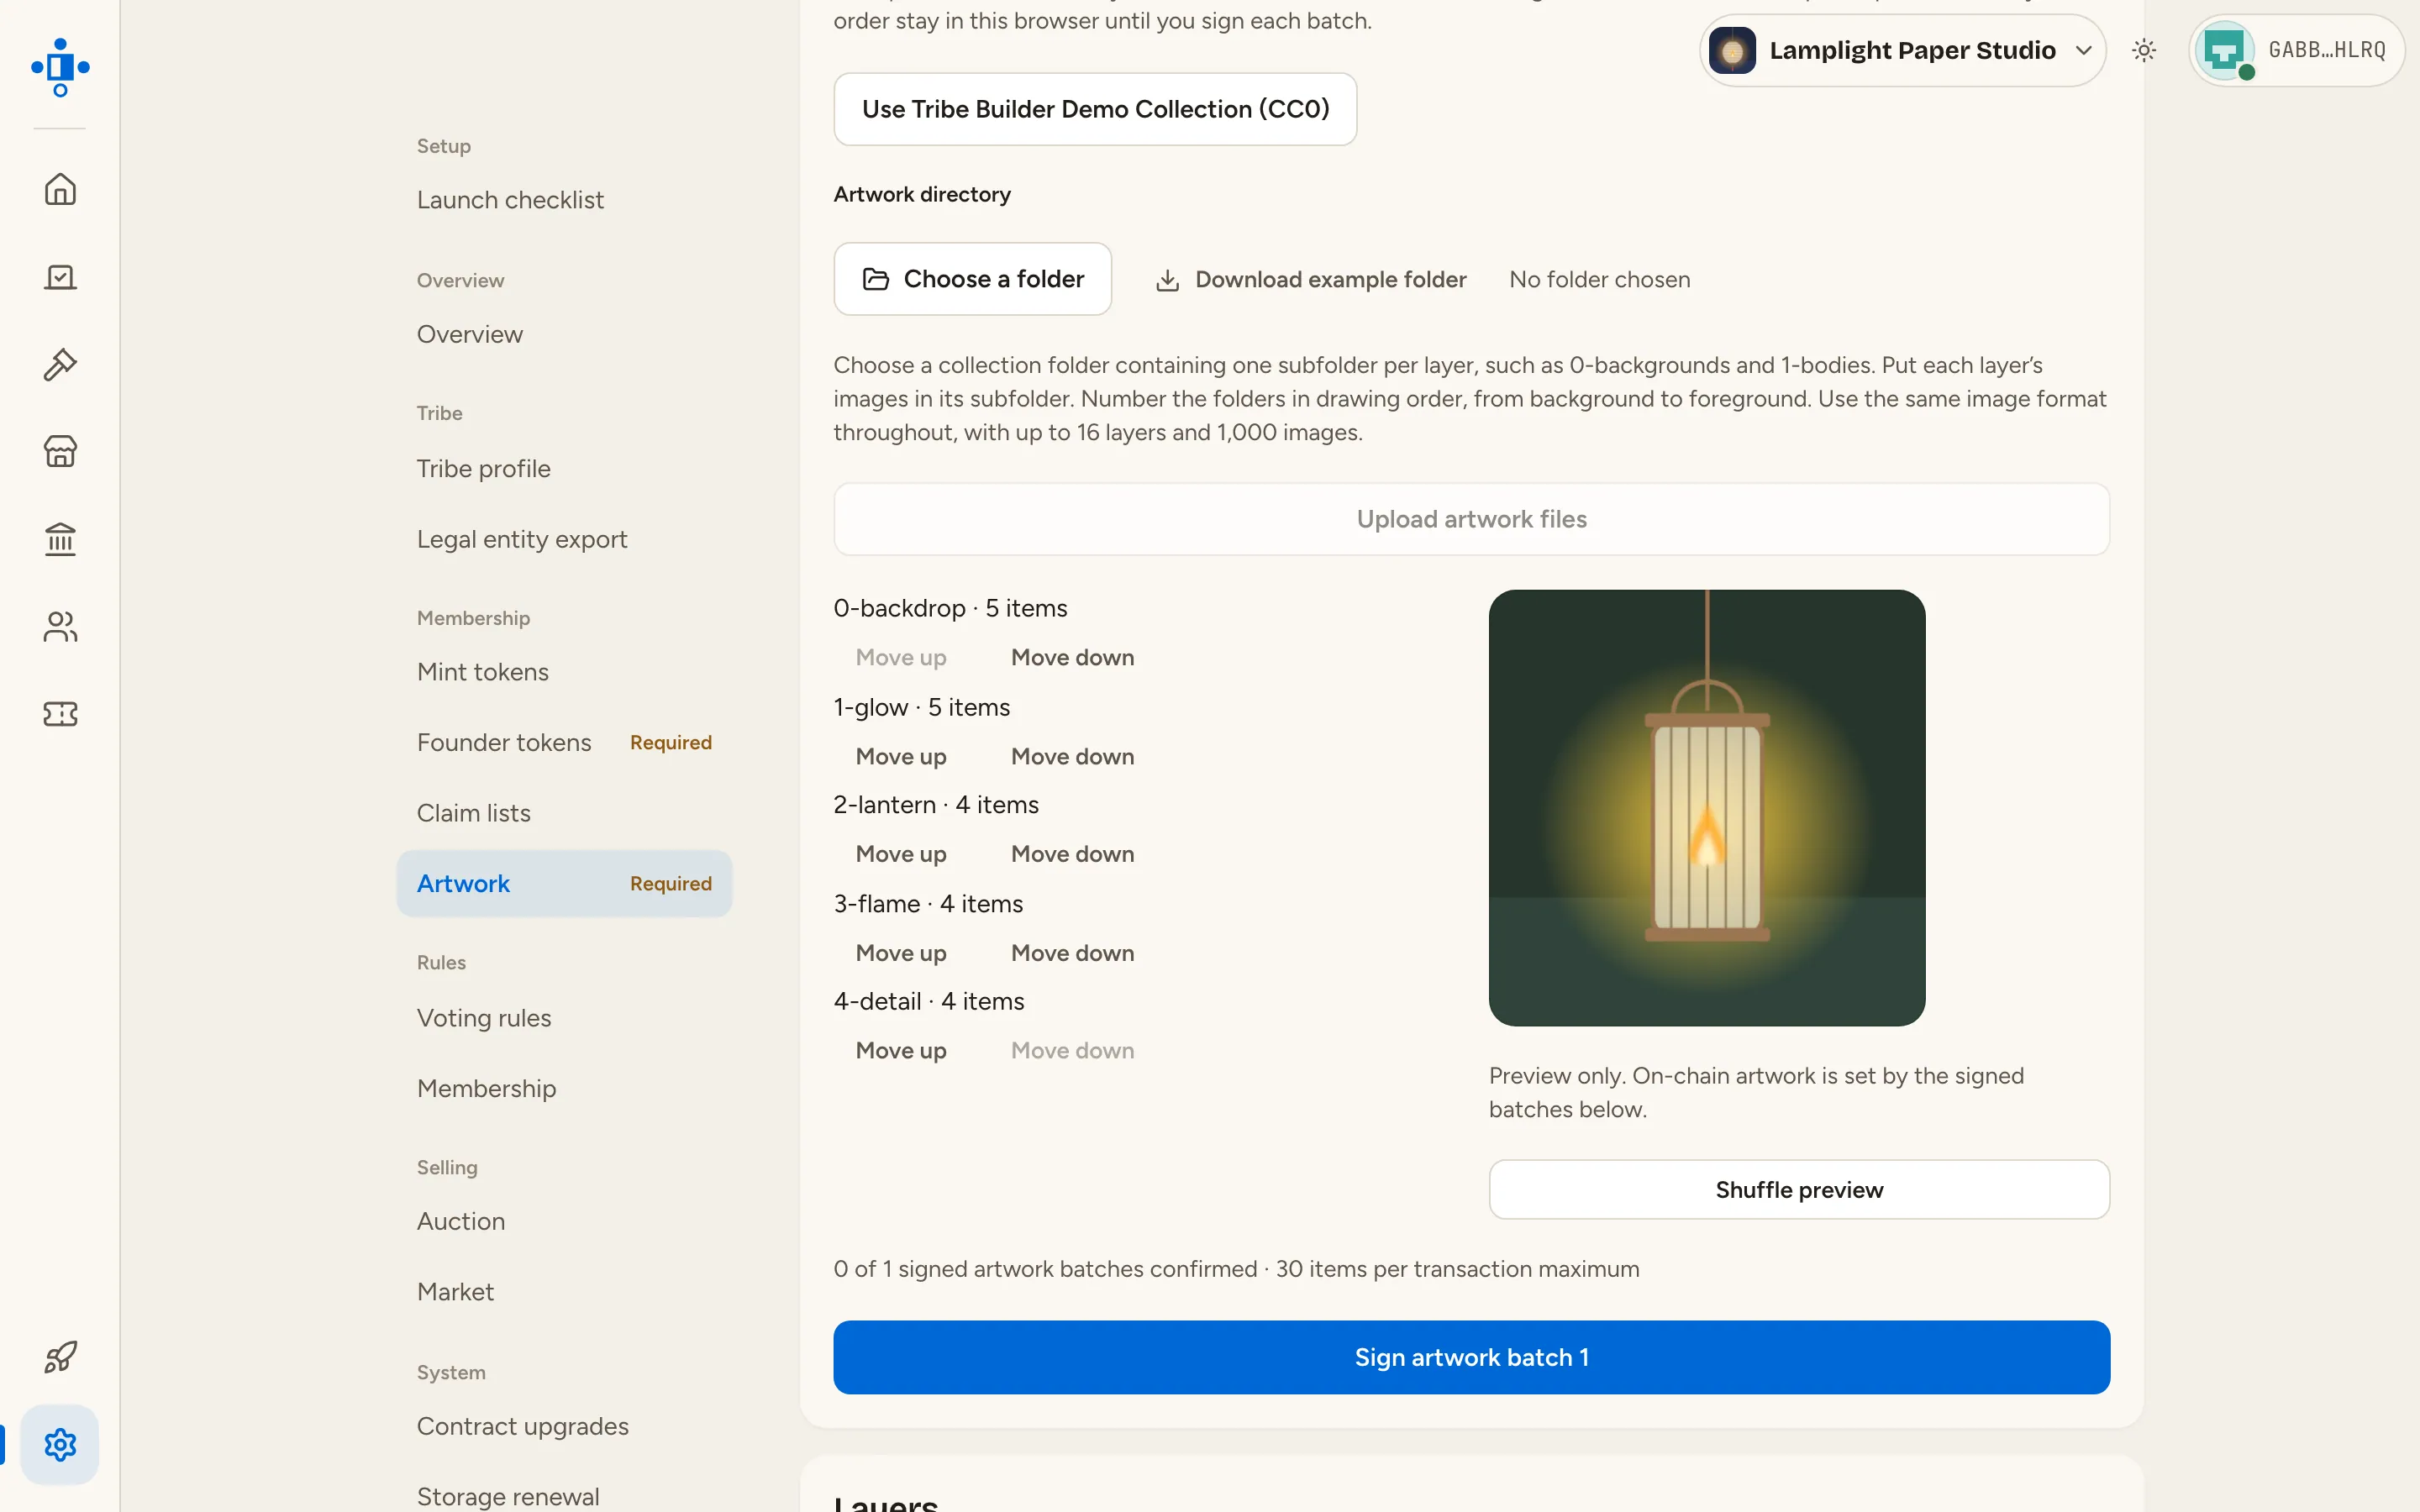 order stay in this browser until you sign each batch.
Lamplight Paper Studio
GABB...HLRQ
Use Tribe Builder Demo Collection (CC0)
Setup
Launch checklist
Overview
Overview
Tribe
Tribe profile
Legal entity export
Membership
Mint tokens
Founder tokens Required
Claim lists
Artwork Required
Rules
Voting rules
Membership
Selling
Auction
Market
System
Contract upgrades
Storage renewal
Artwork directory
Choose a folder
Download example folder
No folder chosen
Choose a collection folder containing one subfolder per layer, such as 0-backgrounds and 1-bodies. Put each layer’s
images in its subfolder. Number the folders in drawing order, from background to foreground. Use the same image format
throughout, with up to 16 layers and 1,000 images.
Upload artwork files
0-backdrop · 5 items
Move up Move down
1-glow · 5 items
Move up Move down
2-lantern · 4 items
Move up Move down
3-flame · 4 items
Move up Move down
4-detail · 4 items
Move up Move down
Preview only. On-chain artwork is set by the signed
batches below.
Shuffle preview
0 of 1 signed artwork batches confirmed · 30 items per transaction maximum
Sign artwork batch 1
Layers